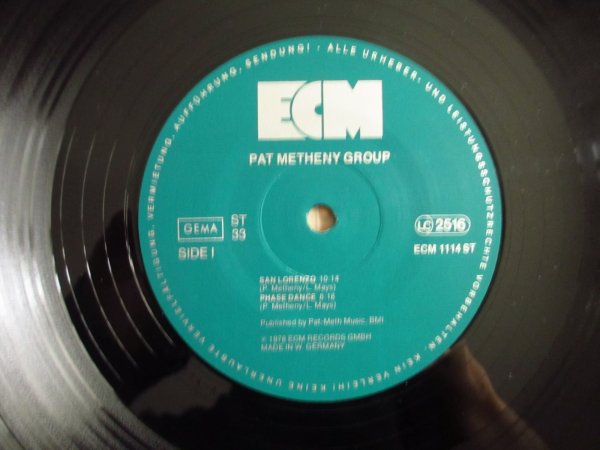 ECM
PAT METHENY GROUP
GEMA
ST
33
SIDE I
LC 2516
ECM 1114 ST
SAN LORENZO 10:14
(P. Metheny/L. Mays)
PHASE DANCE 8:18
(P. Metheny/L. Mays)
Published by Pat-Meth Music, BMI
Ⓟ 1978 ECM RECORDS GMBH
MADE IN W. GERMANY
ALLE URHEBER- UND LEISTUNGSSCHUTZRECHTE VORBEHALTEN. KEIN VERLEIH! KEINE UNERLAUBTE VERVIELFÄLTIGUNG, VERMIETUNG, AUFFÜHRUNG, SENDUNG! -